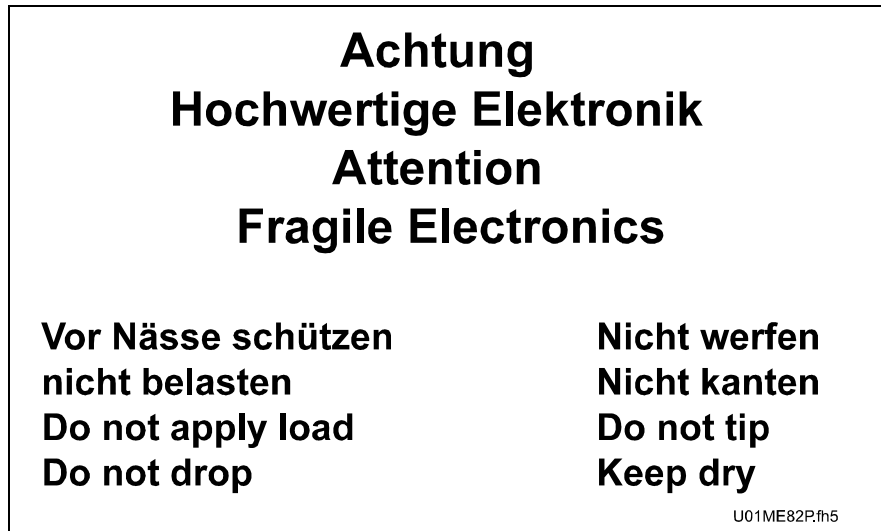 Achtung
Hochwertige Elektronik
Attention
Fragile Electronics
Vor Nässe schützen
nicht belasten
Do not apply load
Do not drop
Nicht werfen
Nicht kanten
Do not tip
Keep dry
U01ME82P.fh5